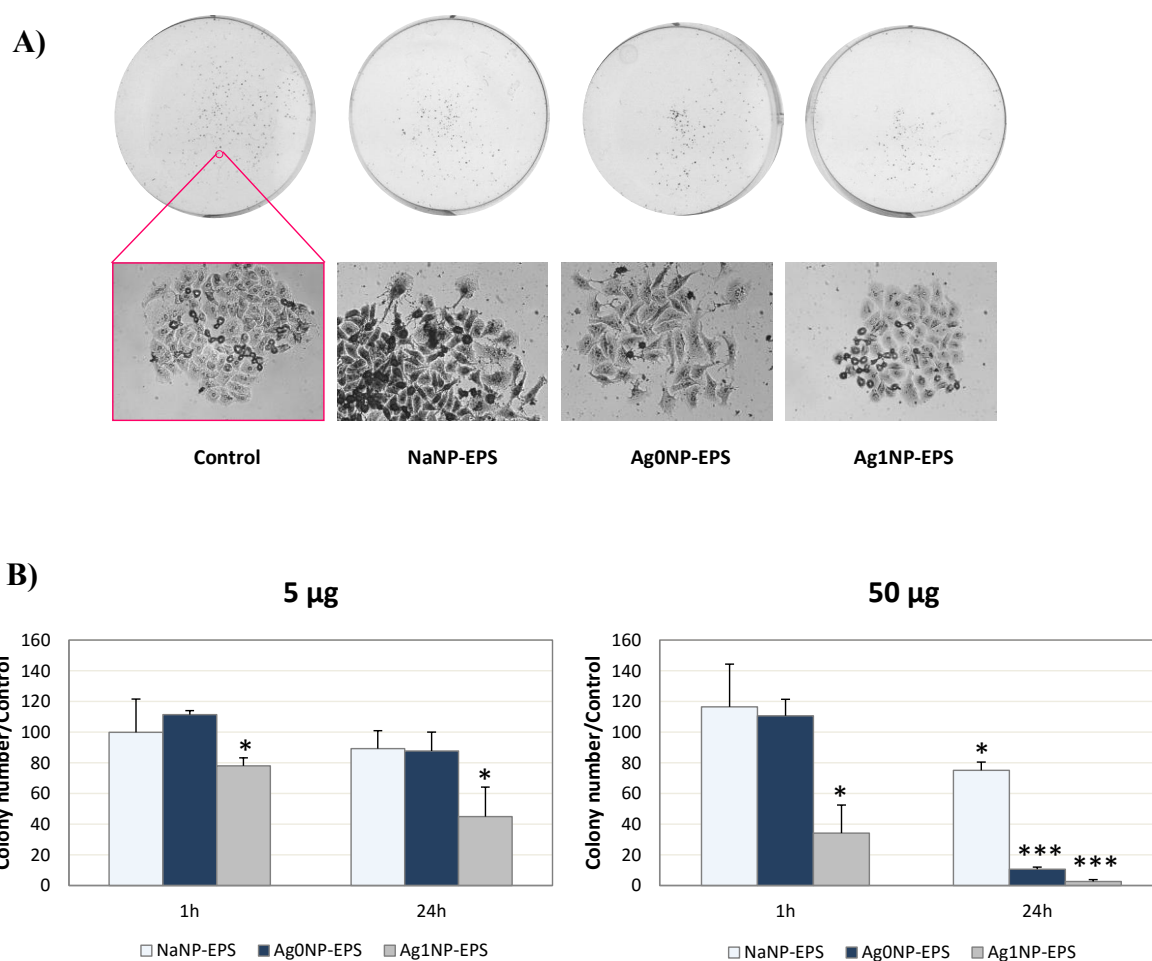 A)
Control NaNP-EPS Ag0NP-EPS Ag1NP-EPS
B)
5 µg
Colony number/Control
160
140
120
100
80
60
40
20
0
*
*
1h 24h
NaNP-EPS Ag0NP-EPS Ag1NP-EPS
50 µg
Colony number/Control
160
140
120
100
80
60
40
20
0
*
*
***
***
1h 24h
NaNP-EPS Ag0NP-EPS Ag1NP-EPS